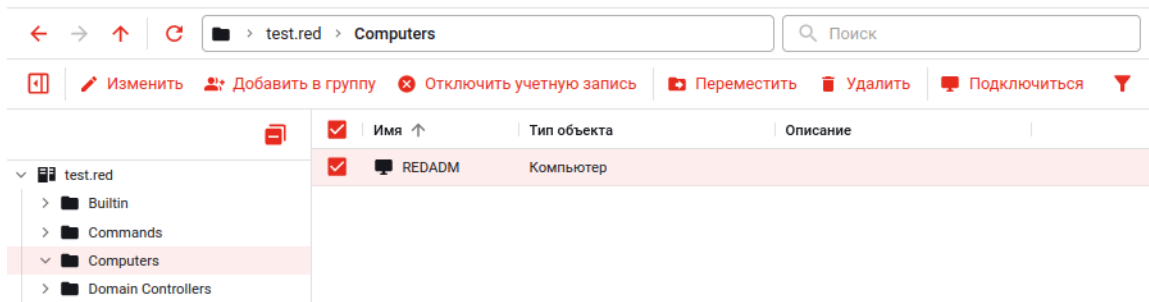 test.red > Computers
Поиск
Изменить Добавить в группу Отключить учетную запись Переместить Удалить Подключиться
Имя Тип объекта Описание
REDADM Компьютер
test.red
Builtin
Commands
Computers
Domain Controllers